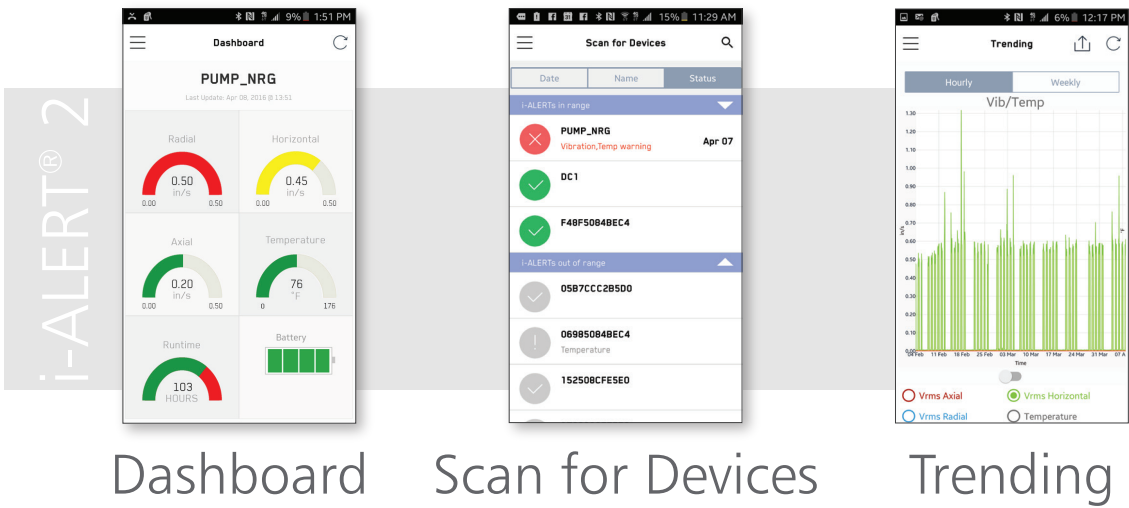 i-ALERT® 2
9% 1:51 PM
Dashboard
PUMP_NRG
Last Update: Apr 08, 2016 @ 13:51
Radial
0.50
in/s
0.00 0.50
Horizontal
0.45
in/s
0.00 0.50
Axial
0.20
in/s
0.00 0.50
Temperature
76
°F
0 176
Runtime
103
HOURS
Battery
Dashboard
15% 11:29 AM
Scan for Devices
Date Name Status
i-ALERTs in range
PUMP_NRG
Vibration,Temp warning
Apr 07
DC1
F48F5084BEC4
i-ALERTs out of range
05B7CCC2B5D0
06985084BEC4
Temperature
152508CFE5E0
Scan for Devices
6% 12:17 PM
Trending
Hourly Weekly
Vib/Temp
1.30
1.20
1.10
1.00
0.90
0.80
0.70
0.60
0.50
0.40
0.30
0.20
0.10
0.00
in/s
°F
04 Feb 11 Feb 18 Feb 25 Feb 03 Mar 10 Mar 17 Mar 24 Mar 31 Mar 07 A
Time
Vrms Axial Vrms Horizontal
Vrms Radial Temperature
Trending